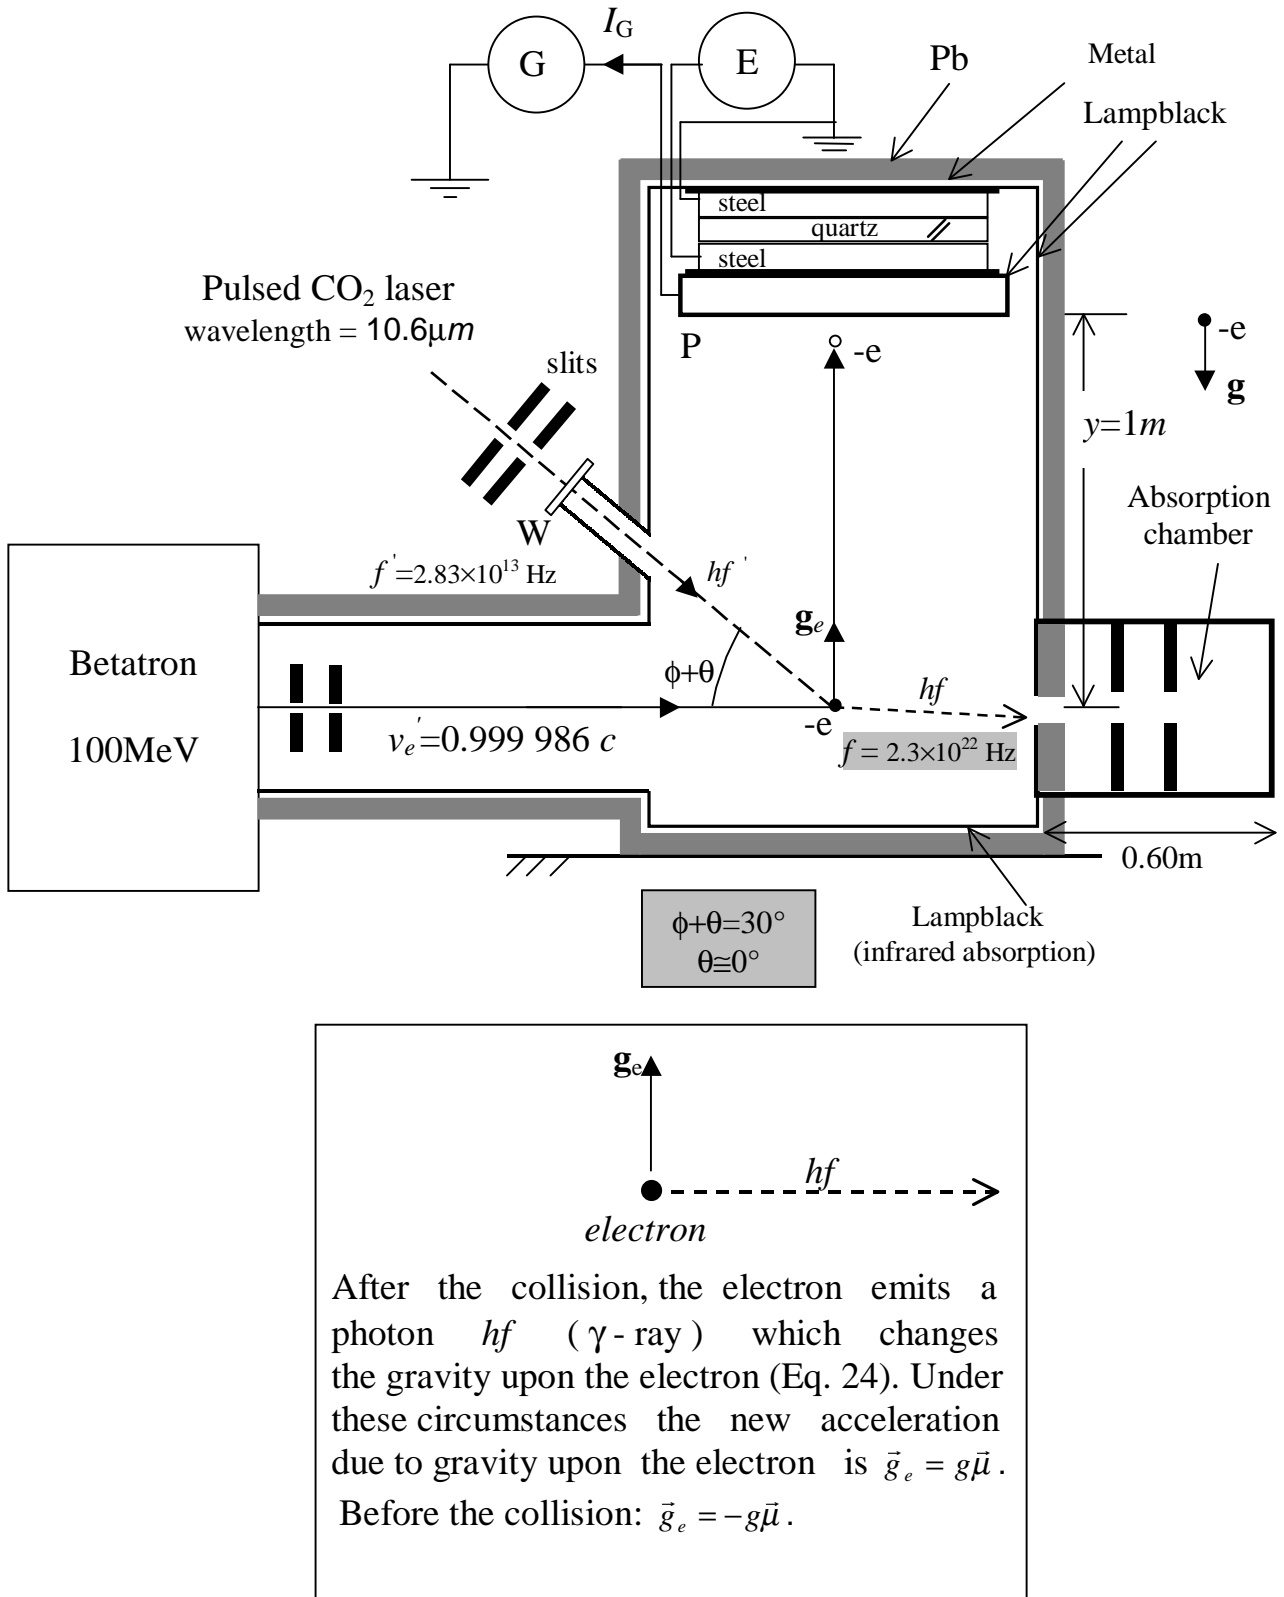 I_G
G
E
Pb
Metal
Lampblack
steel
quartz
steel
Pulsed CO₂ laser
wavelength = 10.6μm
slits
P
-e
-e
g
y=1m
W
Absorption
chamber
f'=2.83×10¹³ Hz
hf'
g_e
Betatron
100MeV
ϕ+θ
hf
-e
v_e'=0.999 986 c
f = 2.3×10²² Hz
0.60m
ϕ+θ=30°
θ≅0°
Lampblack
(infrared absorption)
g_e
hf
electron
After the collision, the electron emits a
photon hf (γ-ray) which changes
the gravity upon the electron (Eq. 24). Under
these circumstances the new acceleration
due to gravity upon the electron is g⃗_e = gμ⃗.
Before the collision: g⃗_e = −gμ⃗.